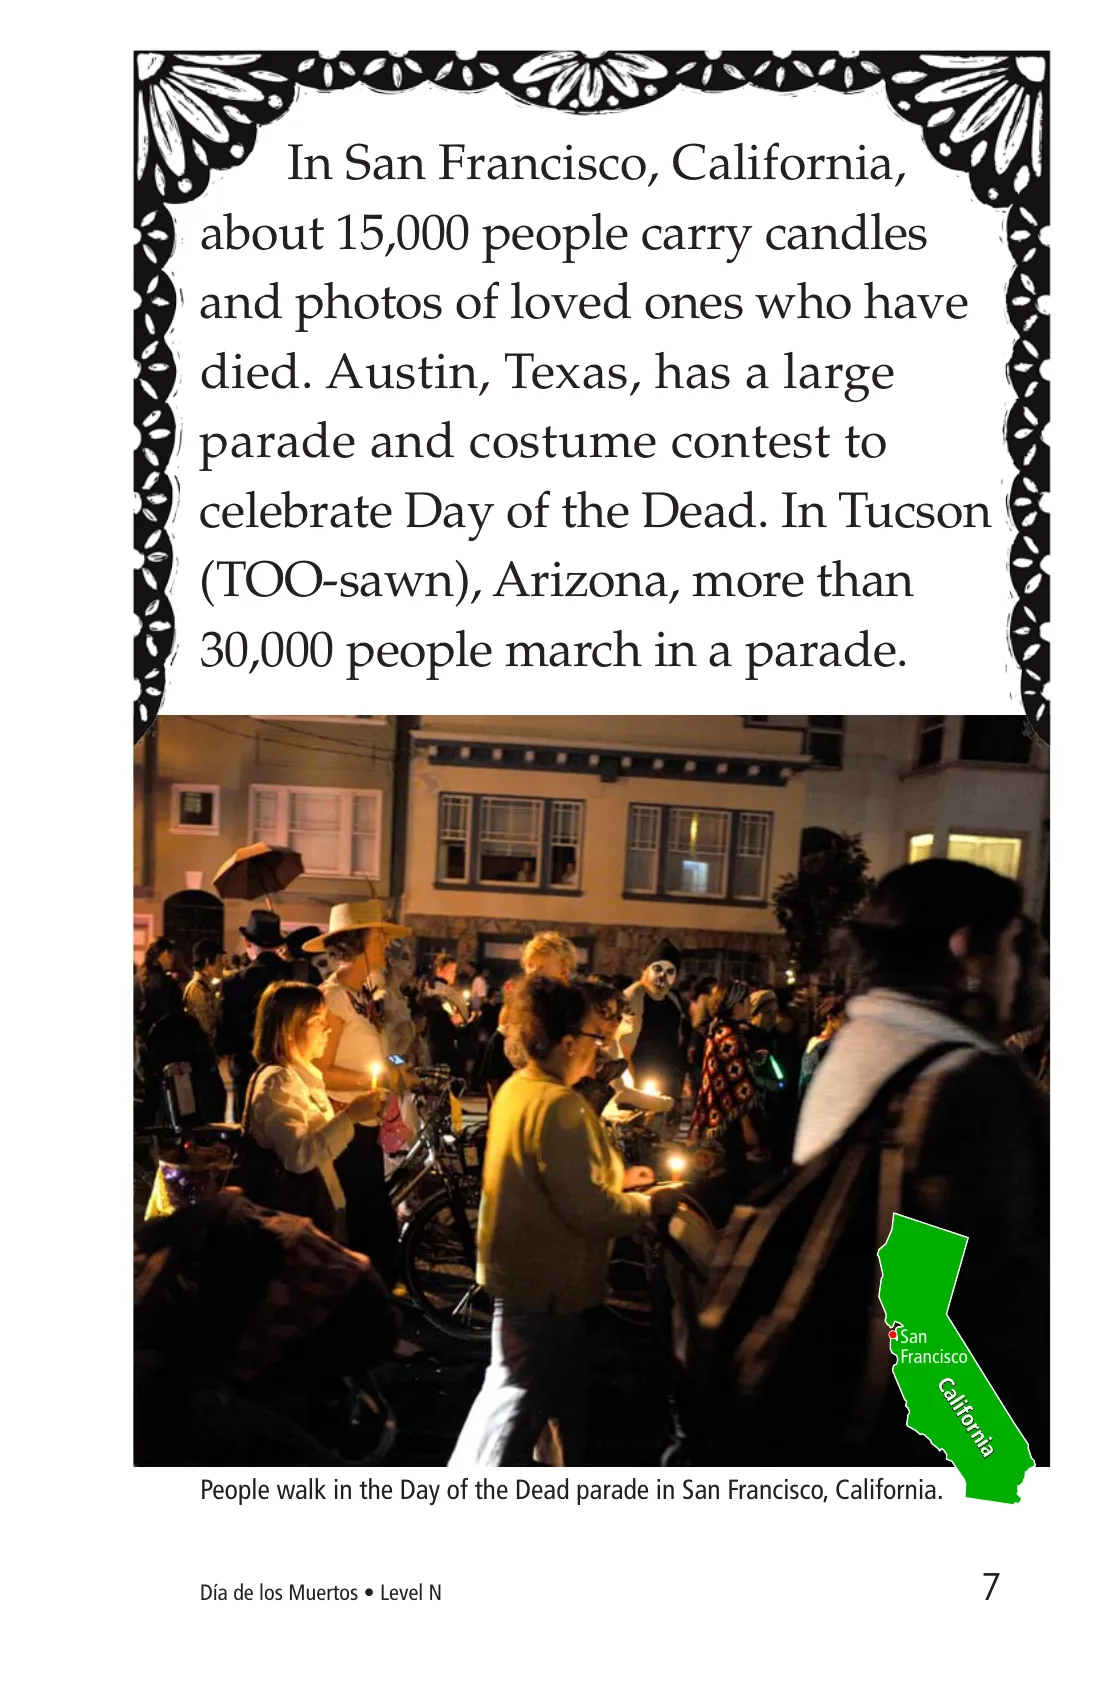 In San Francisco, California,
about 15,000 people carry candles
and photos of loved ones who have
died. Austin, Texas, has a large
parade and costume contest to
celebrate Day of the Dead. In Tucson
(TOO-sawn), Arizona, more than
30,000 people march in a parade.
San
Francisco
California
People walk in the Day of the Dead parade in San Francisco, California.
Día de los Muertos • Level N
7